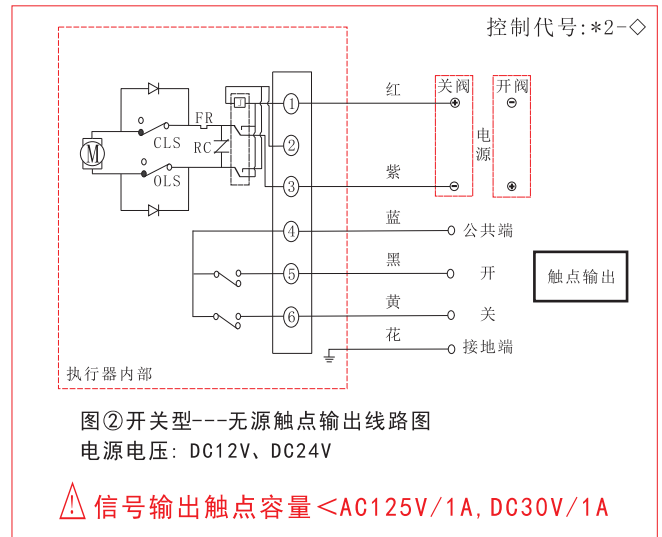 控制代号:*2-◇
关阀 开阀
红
① FR
CLS RC ②
M 电源
OLS ③ 紫
④ 蓝 公共端
⑤ 黑 开 触点输出
⑥ 黄 关
花 接地端
执行器内部
图②开关型---无源触点输出线路图
电源电压: DC12V、DC24V
信号输出触点容量<AC125V/1A, DC30V/1A